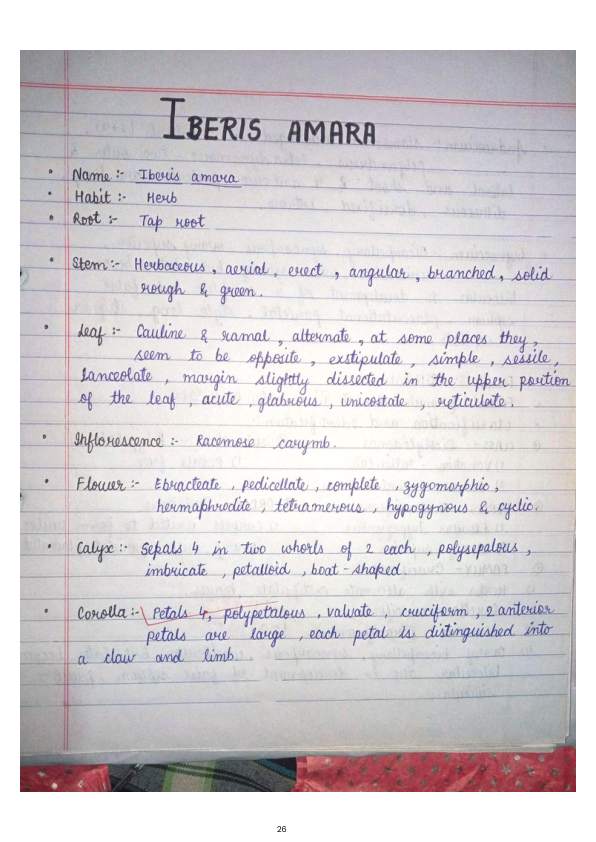 IBERIS AMARA
• Name :- Iberis amara
• Habit :- Herb
• Root :- Tap root
• Stem :- Herbaceous, aerial, erect, angular, branched, solid
rough & green.
• Leaf :- Cauline & ramal, alternate, at some places they,
seem to be opposite, exstipulate, simple, sessile,
Lanceolate, margin slightly dissected in the upper portion
of the leaf, acute, glabrous, unicostate, reticulate.
• Inflorescence :- Racemose carymb.
• Flower :- Ebracteate, pedicellate, complete, zygomorphic,
hermaphrodite, tetramerous, hypogynous & cyclic.
• Calyx :- Sepals 4 in two whorls of 2 each, polysepalous,
imbricate, petalloid, boat-shaped.
• Corolla :- Petals 4, polypetalous, valvate, cruciform, 2 anterior
petals are large, each petal is distinguished into
a claw and limb.
26